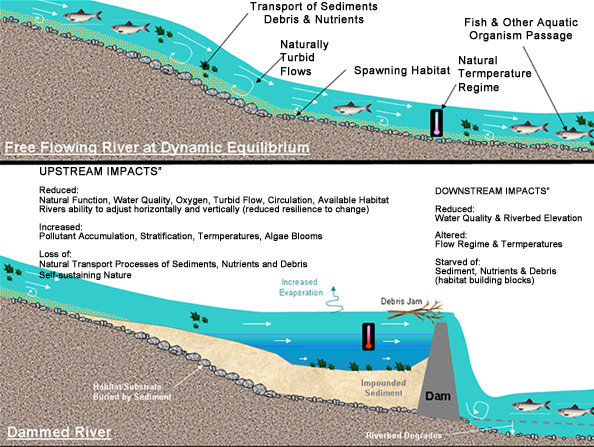 Transport of Sediments
Debris & Nutrients
Fish & Other Aquatic
Organism Passage
Naturally
Turbid
Flows
Spawning Habitat
Natural
Termperature
Regime
Free Flowing River at Dynamic Equilibrium
UPSTREAM IMPACTS"
Reduced:
Natural Function, Water Quality, Oxygen, Turbid Flow, Circulation, Available Habitat
Rivers ability to adjust horizontally and vertically (reduced resilience to change)
Increased:
Pollutant Accumulation, Stratification, Termperatures, Algae Blooms
Loss of:
Natural Transport Processes of Sediments, Nutrients and Debris
Self-sustaining Nature
DOWNSTREAM IMPACTS"
Reduced:
Water Quality & Riverbed Elevation
Altered:
Flow Regime & Temperatures
Starved of:
Sediment, Nutrients & Debris
(habitat building blocks)
Increased
Evaporation
Debris Jam
Habitat/Substrate
Buried by Sediment
Impounded
Sediment
Dam
Riverbed Degrades
Dammed River